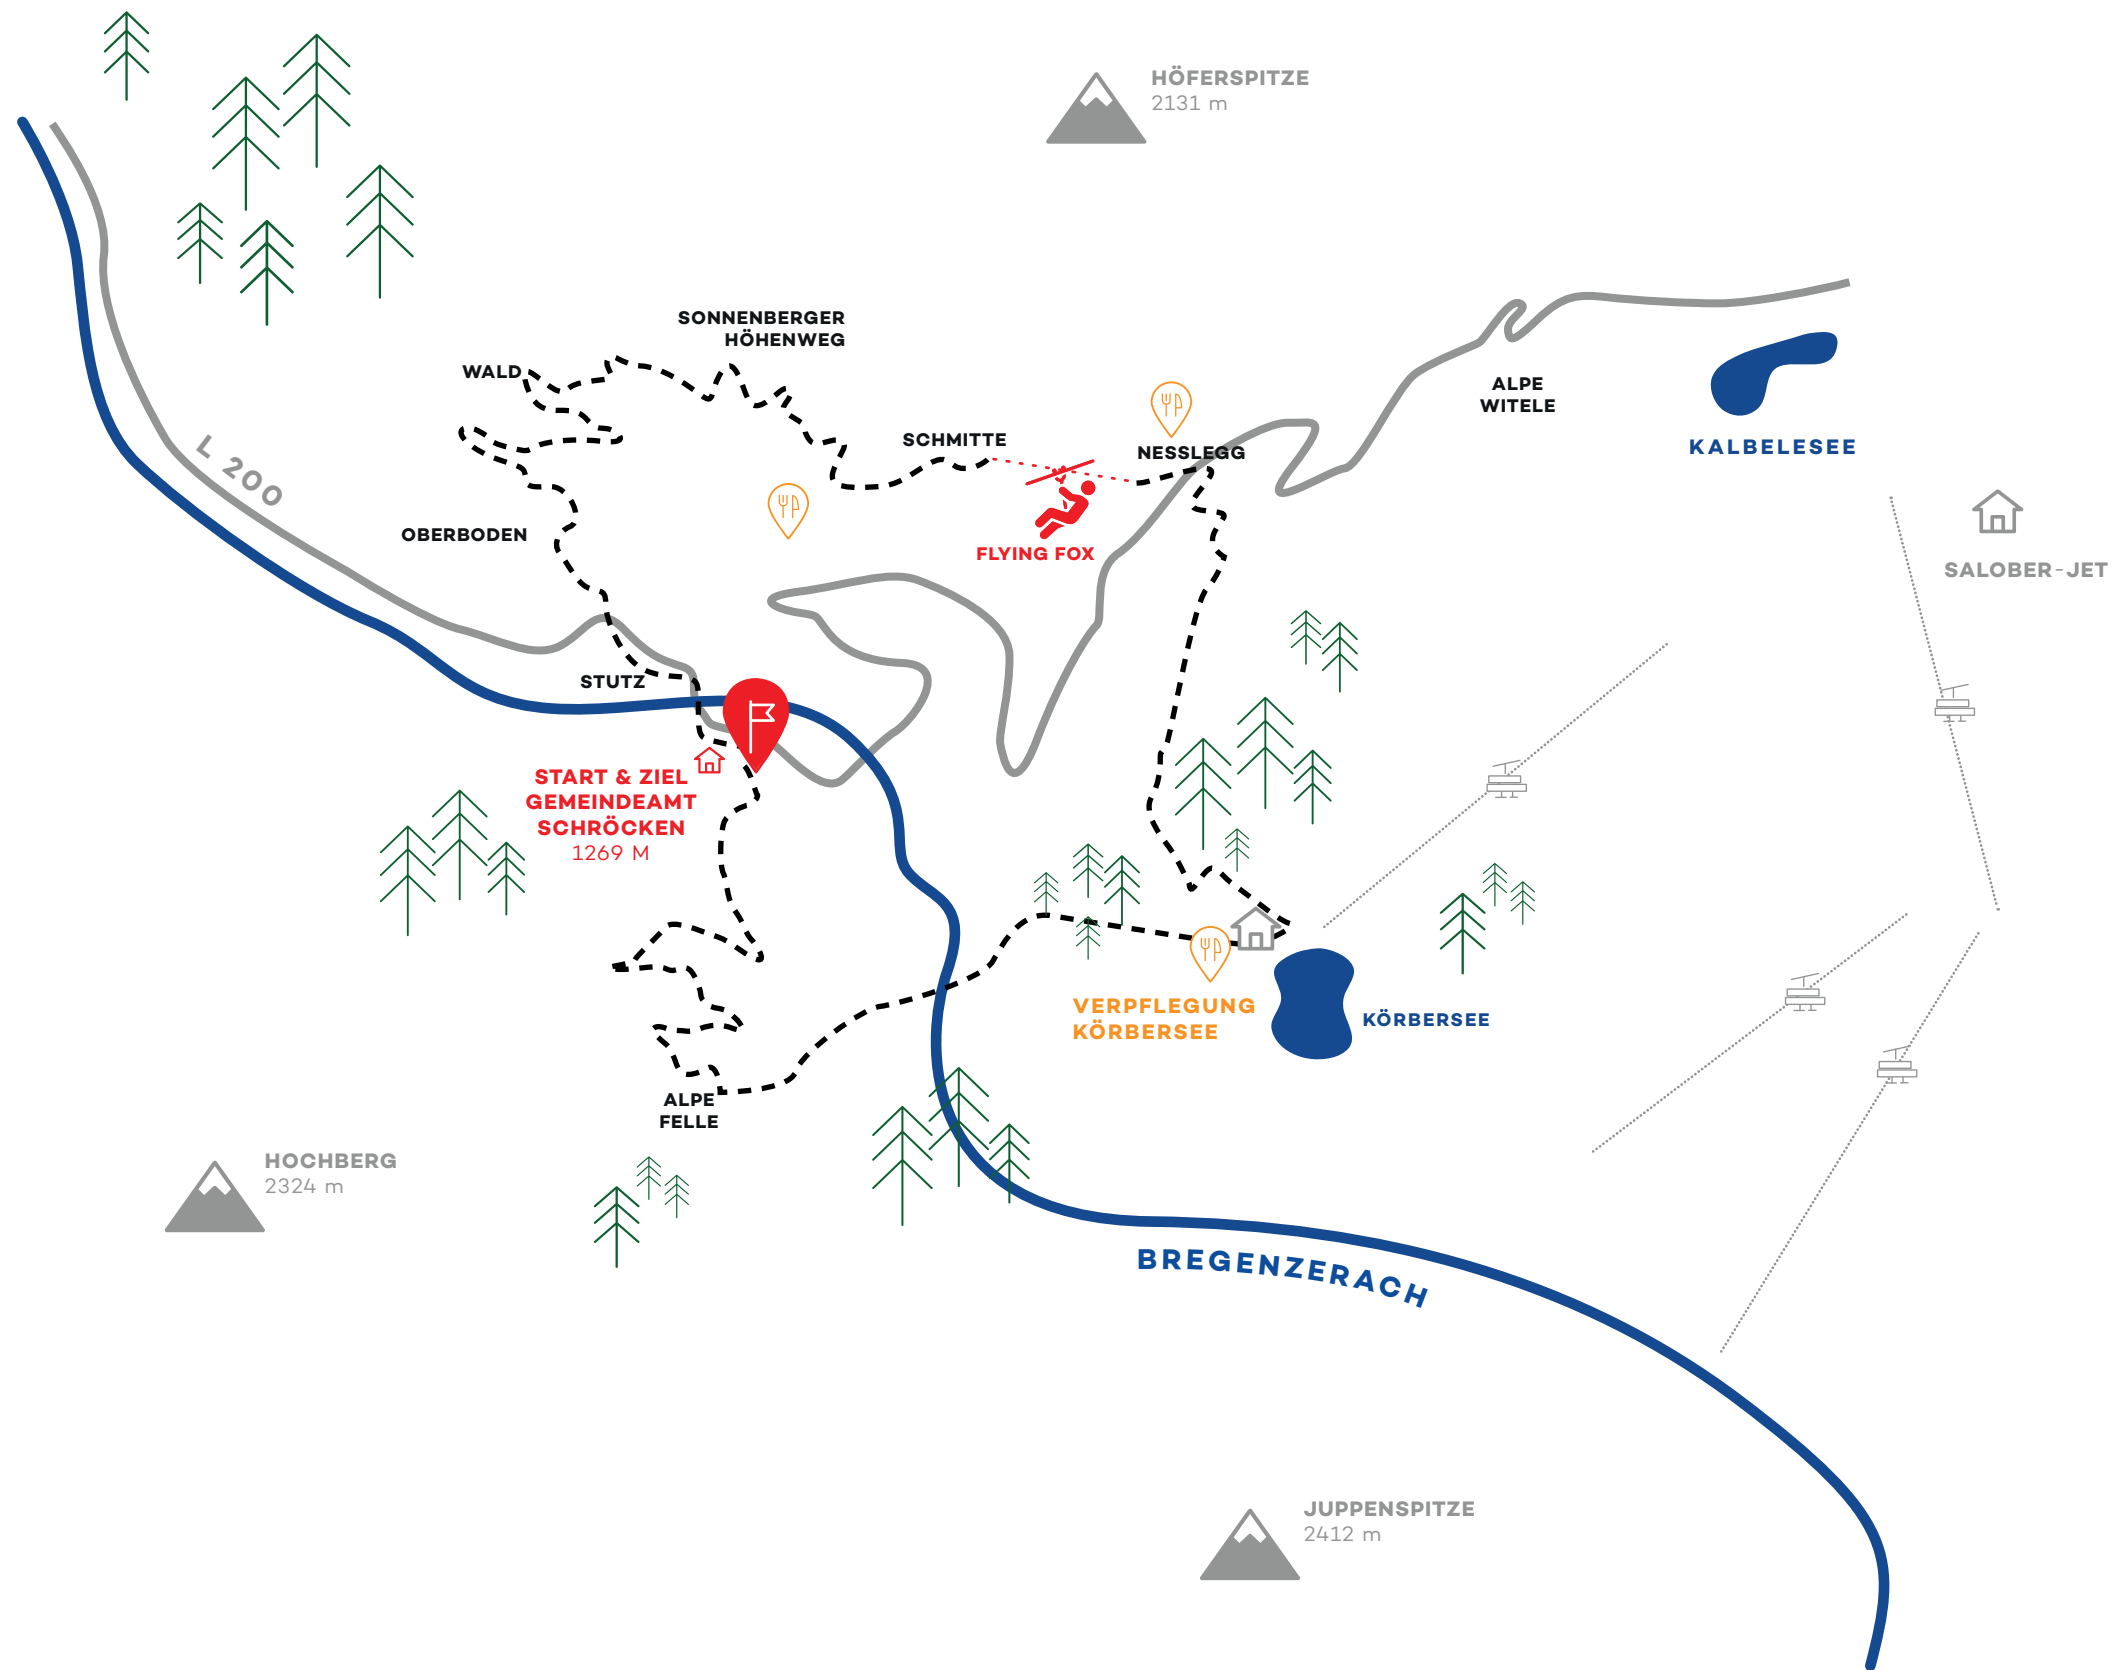 HÖFERSPITZE
2131 m
SONNENBERGER
HÖHENWEG
WALD
ALPE
WITELE
SCHMITTE
NESSLEGG
KALBELESEE
L 200
OBERBODEN
FLYING FOX
SALOBER-JET
STUTZ
START & ZIEL
GEMEINDEAMT
SCHRÖCKEN
1269 M
VERPFLEGUNG
KÖRBERSEE
KÖRBERSEE
ALPE
FELLE
HOCHBERG
2324 m
BREGENZERACH
JUPPENSPITZE
2412 m